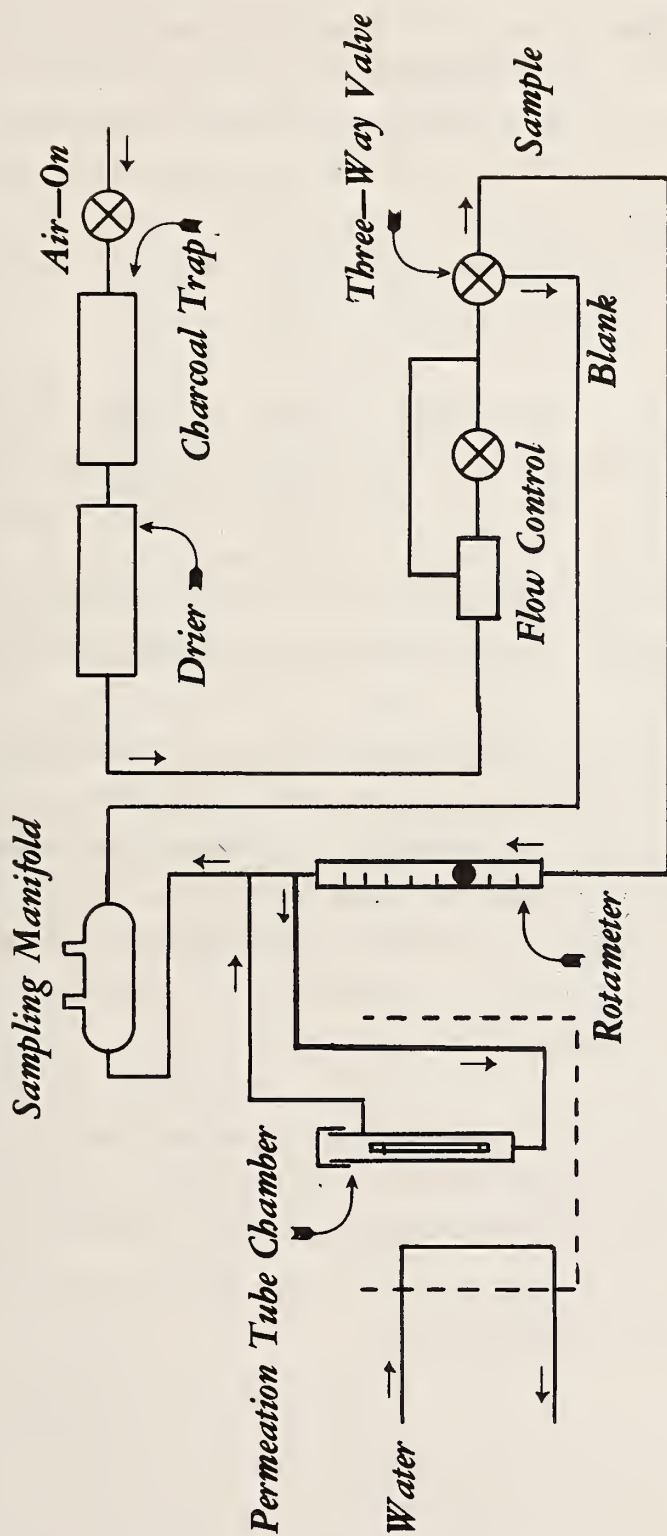 Air—On
Charcoal Trap
Drier
Three—Way Valve
Sample
Blank
Flow Control
Sampling Manifold
Rotameter
Permeation Tube Chamber
Water